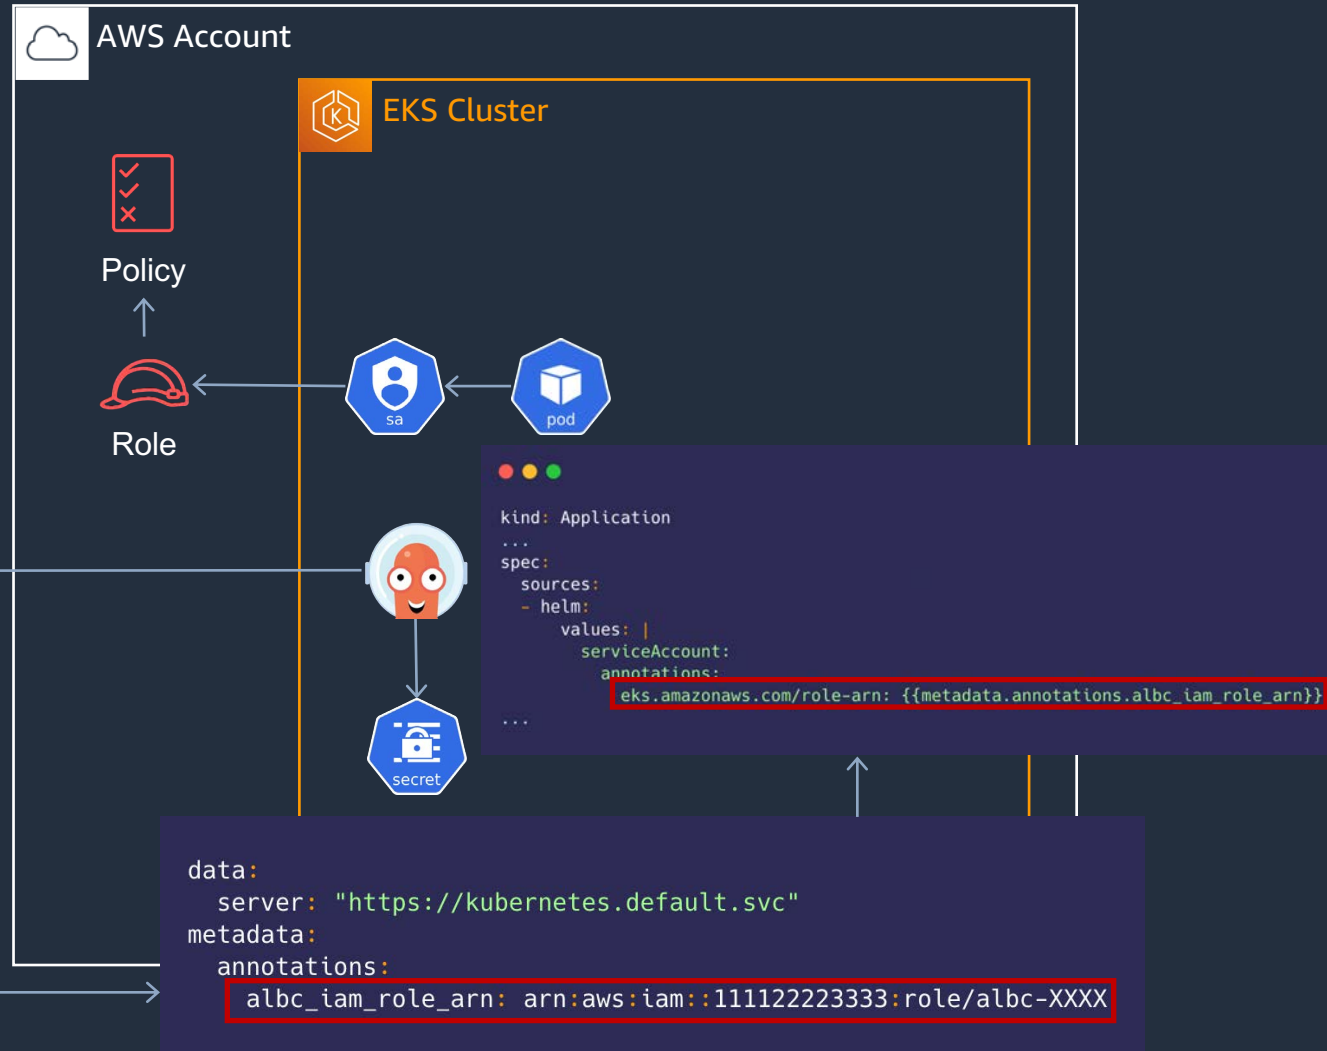 AWS Account
EKS Cluster
Policy
Role
sa
pod
kind: Application
...
spec:
  sources:
  - helm:
      values: |
        serviceAccount:
          annotations:
            eks.amazonaws.com/role-arn: {{metadata.annotations.albc_iam_role_arn}}
...
secret
data:
  server: "https://kubernetes.default.svc"
metadata:
  annotations:
    albc_iam_role_arn: arn:aws:iam::111122223333:role/albc-XXXX